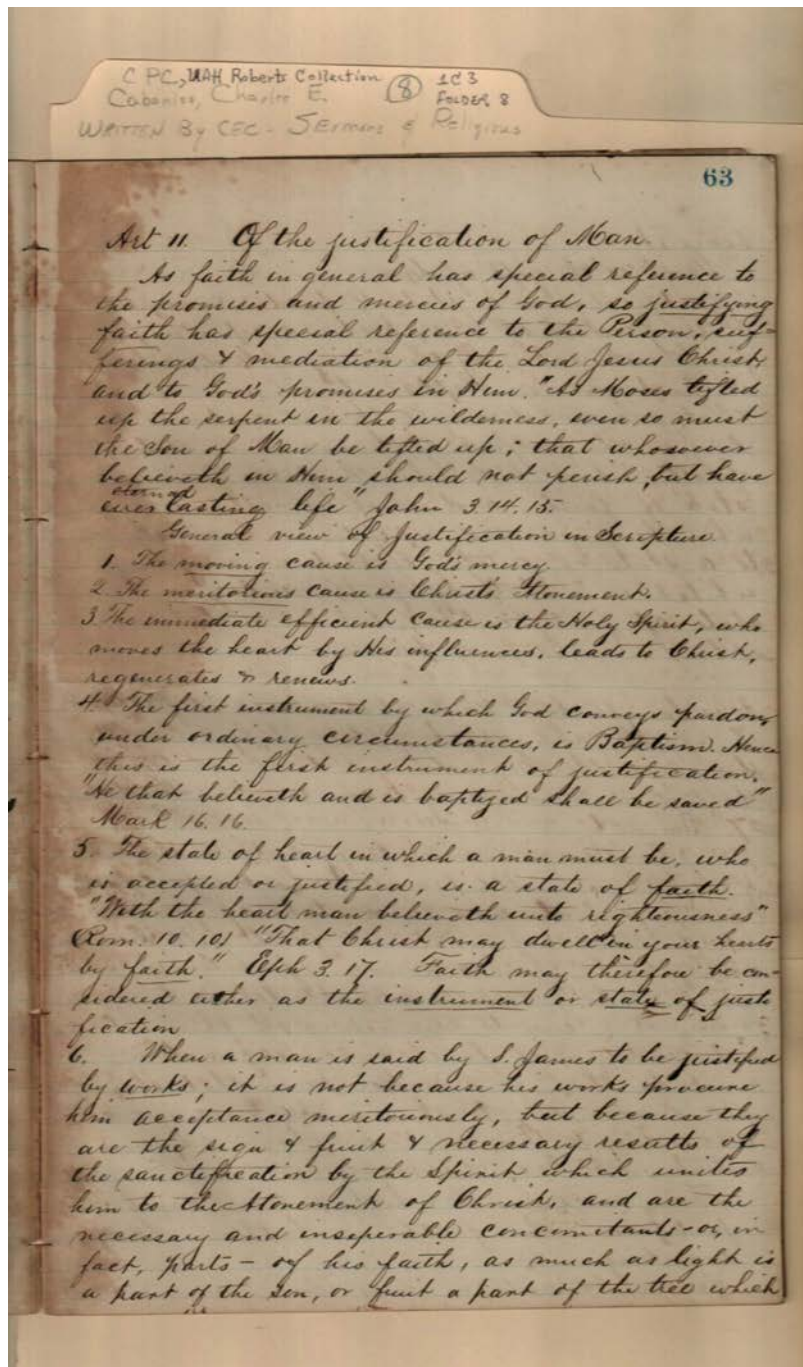 C PC, UAH Roberts Collection 8 1C3
Cabaniss, Charles E. FOLDER 8
WRITTEN By CEC - SERMONS & Religious
63
Art 11. Of the justification of Man.
As faith in general has special reference to
the promises and mercies of God, so justifying
faith has special reference to the Person, suf-
ferings & mediation of the Lord Jesus Christ,
and to God's promises in Him. "As Moses lifted
up the serpent in the wilderness, even so must
the Son of Man be lifted up; that whosoever
believeth in Him should not perish, but have
eternal
everlasting life" John 3.14.15.
General view of Justification in Scripture
1. The moving cause is God's mercy.
2. The meritorious cause is Christ's Atonement.
3 The immediate efficient cause is the Holy Spirit, who
moves the heart by His influences, leads to Christ,
regenerates & renews.
4. The first instrument by which God conveys pardon,
under ordinary circumstances, is Baptism. Hence
this is the first instrument of justification.
"He that believeth and is baptized shall be saved"
Mark 16.16.
5. The state of heart in which a man must be, who
is accepted or justified, is a state of faith.
"With the heart man believeth unto righteousness"
(Rom. 10. 10) "That Christ may dwell in your hearts
by faith." Eph 3.17. Faith may therefore be con-
sidered either as the instrument or state of justi
fication
6. When a man is said by S. James to be justified
by works; it is not because his works procure
him acceptance meritoriously, but because they
are the sign & fruit & necessary results of
the sanctification by the Spirit which unites
him to the Atonement of Christ, and are the
necessary and inseperable concomitants - or, in
fact, parts - of his faith, as much as light is
a part of the sun, or fruit a part of the tree which